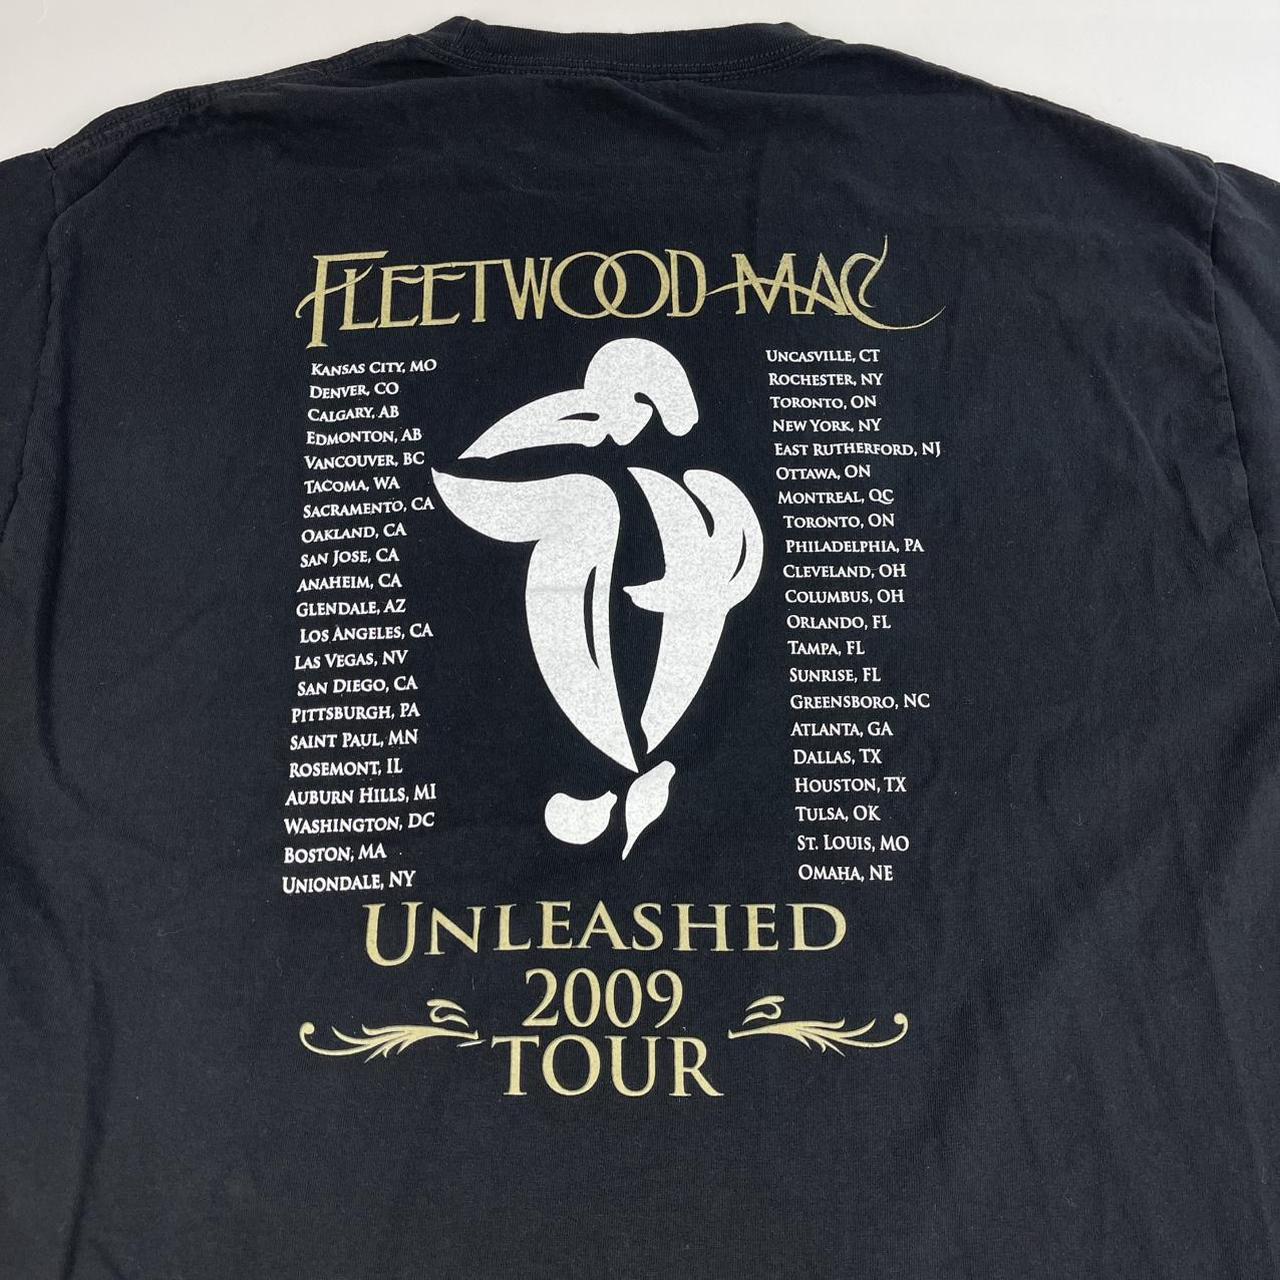 FLEETWOOD MAC
KANSAS CITY, MO
DENVER, CO
CALGARY, AB
EDMONTON, AB
VANCOUVER, BC
TACOMA, WA
SACRAMENTO, CA
OAKLAND, CA
SAN JOSE, CA
ANAHEIM, CA
GLENDALE, AZ
LOS ANGELES, CA
LAS VEGAS, NV
SAN DIEGO, CA
PITTSBURGH, PA
SAINT PAUL, MN
ROSEMONT, IL
AUBURN HILLS, MI
WASHINGTON, DC
BOSTON, MA
UNIONDALE, NY
UNCASVILLE, CT
ROCHESTER, NY
TORONTO, ON
NEW YORK, NY
EAST RUTHERFORD, NJ
OTTAWA, ON
MONTREAL, QC
TORONTO, ON
PHILADELPHIA, PA
CLEVELAND, OH
COLUMBUS, OH
ORLANDO, FL
TAMPA, FL
SUNRISE, FL
GREENSBORO, NC
ATLANTA, GA
DALLAS, TX
HOUSTON, TX
TULSA, OK
ST. LOUIS, MO
OMAHA, NE
UNLEASHED
2009
TOUR